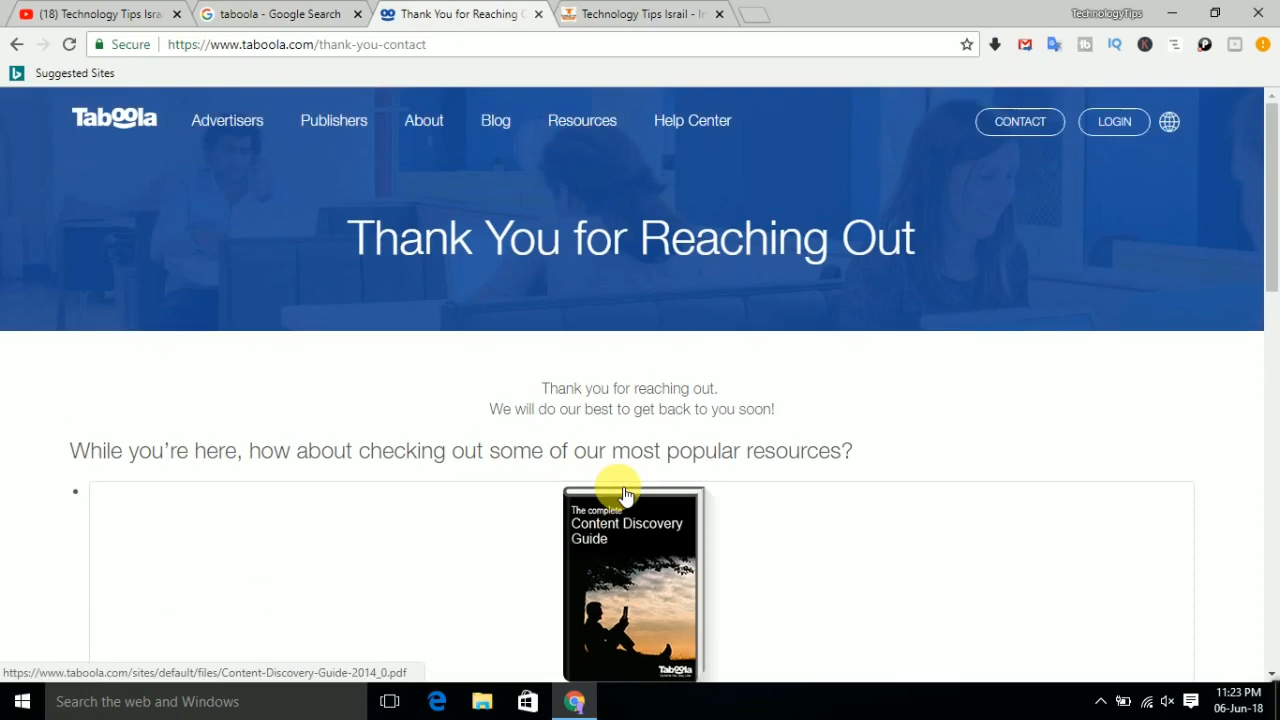 (18) Technology Tips Israi
taboola - Google Search
Thank You for Reaching C
Technology Tips Israil - In
TechnologyTips
Secure
https://www.taboola.com/thank-you-contact
Suggested Sites
Taboola
Advertisers
Publishers
About
Blog
Resources
Help Center
CONTACT
LOGIN
Thank You for Reaching Out
Thank you for reaching out.
We will do our best to get back to you soon!
While you're here, how about checking out some of our most popular resources?
The complete
Content Discovery
Guide
Taboola
https://www.taboola.com/sites/default/files/Content-Discovery-Guide-2014_0.pdf
Search the web and Windows
11:23 PM
06-Jun-18